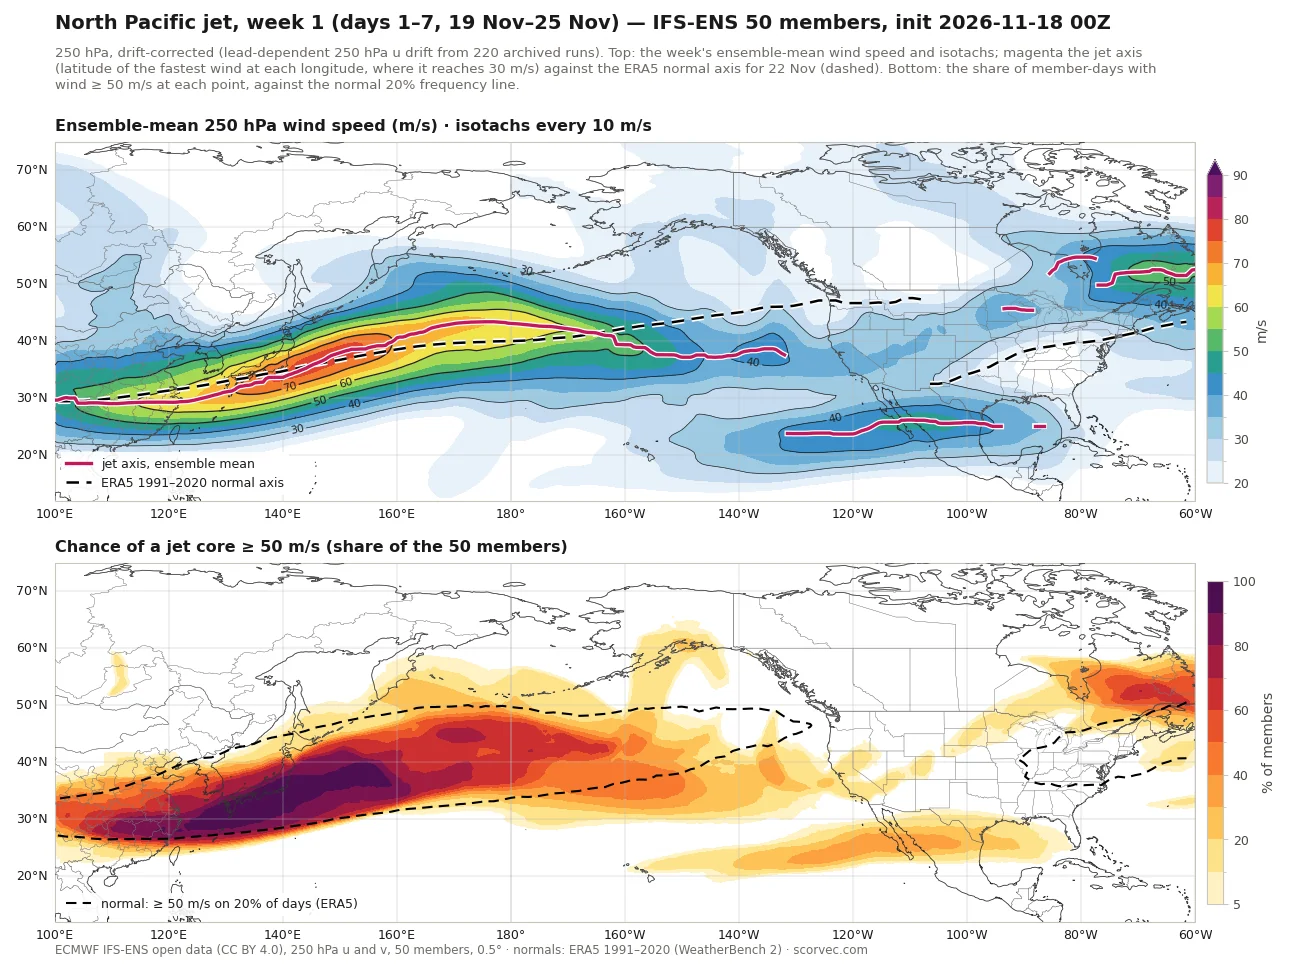 North Pacific jet, week 1 (days 1–7, 19 Nov–25 Nov) — IFS-ENS 50 members, init 2026-11-18 00Z
250 hPa, drift-corrected (lead-dependent 250 hPa u drift from 220 archived runs). Top: the week's ensemble-mean wind speed and isotachs; magenta the jet axis
(latitude of the fastest wind at each longitude, where it reaches 30 m/s) against the ERA5 normal axis for 22 Nov (dashed). Bottom: the share of member-days with
wind ≥ 50 m/s at each point, against the normal 20% frequency line.
Ensemble-mean 250 hPa wind speed (m/s) · isotachs every 10 m/s
70°N
60°N
50°N
40°N
30°N
20°N
30
70
60
50
40
30
40
40
50
40
jet axis, ensemble mean
ERA5 1991–2020 normal axis
100°E 120°E 140°E 160°E 180° 160°W 140°W 120°W 100°W 80°W 60°W
90
80
70
60
50
40
30
20
m/s
Chance of a jet core ≥ 50 m/s (share of the 50 members)
70°N
60°N
50°N
40°N
30°N
20°N
normal: ≥ 50 m/s on 20% of days (ERA5)
100°E 120°E 140°E 160°E 180° 160°W 140°W 120°W 100°W 80°W 60°W
100
80
60
40
20
5
% of members
ECMWF IFS-ENS open data (CC BY 4.0), 250 hPa u and v, 50 members, 0.5° · normals: ERA5 1991–2020 (WeatherBench 2) · scorvec.com